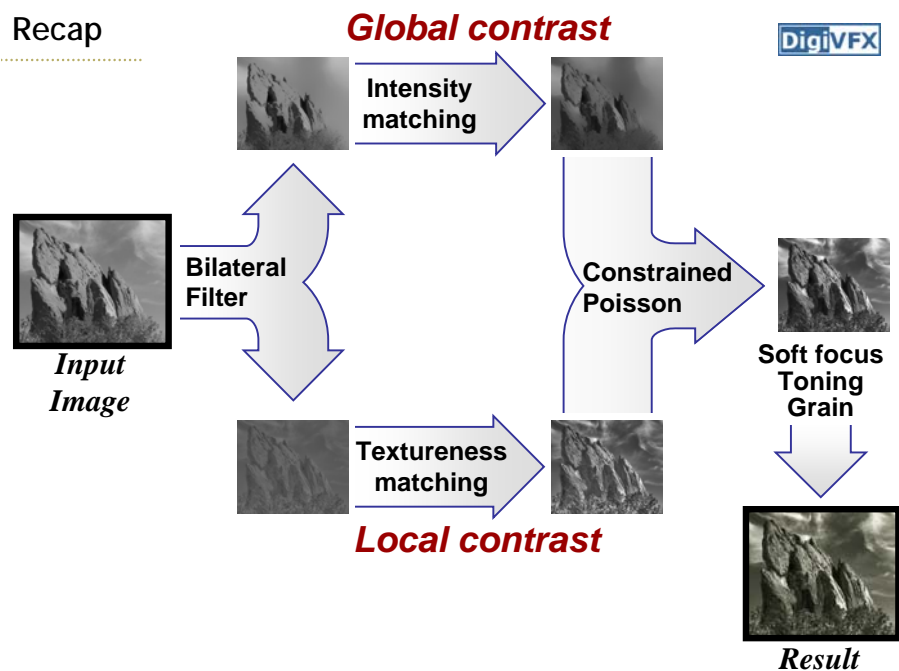 Recap
Global contrast
DigiVFX
Intensity
matching
Bilateral
Filter
Input
Image
Constrained
Poisson
Soft focus
Toning
Grain
Textureness
matching
Local contrast
Result